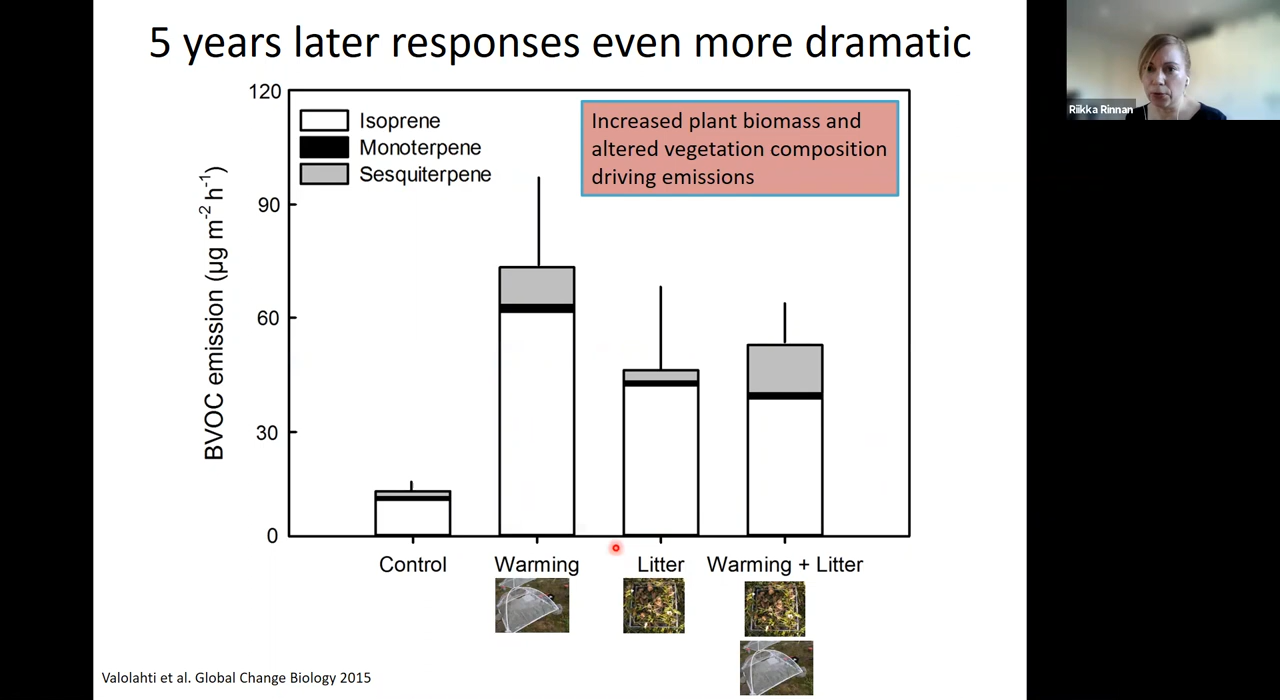 5 years later responses even more dramatic
Riikka Rinnan
120
90
60
30
0
BVOC emission (µg m-2 h-1)
Isoprene
Monoterpene
Sesquiterpene
Increased plant biomass and
altered vegetation composition
driving emissions
Control
Warming
Litter
Warming + Litter
Valolahti et al. Global Change Biology 2015